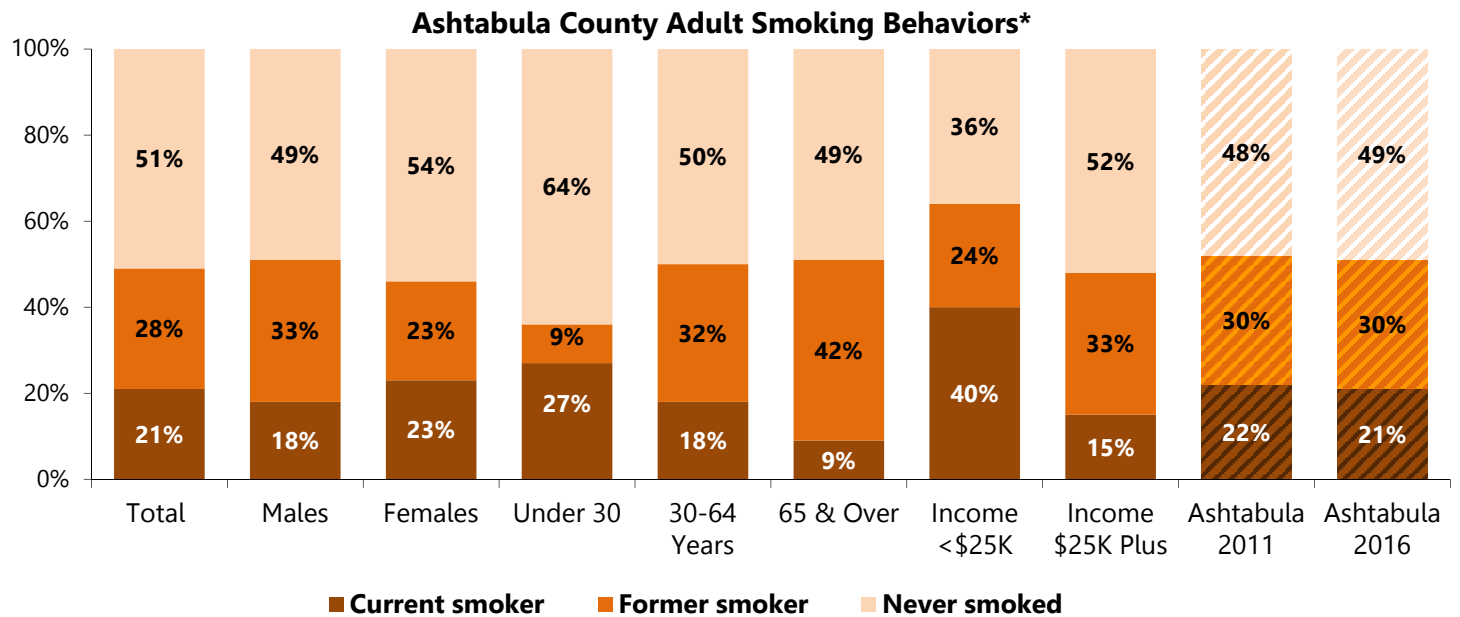 Ashtabula County Adult Smoking Behaviors*
100%
80%
60%
40%
20%
0%
51% 49% 54% 64% 50% 49% 36% 52% 48% 49%
28% 33% 23% 9% 32% 42% 24% 33% 30% 30%
21% 18% 23% 27% 18% 9% 40% 15% 22% 21%
Total
Males
Females
Under 30
30-64
Years
65 & Over
Income
<$25K
Income
$25K Plus
Ashtabula
2011
Ashtabula
2016
Current smoker Former smoker Never smoked